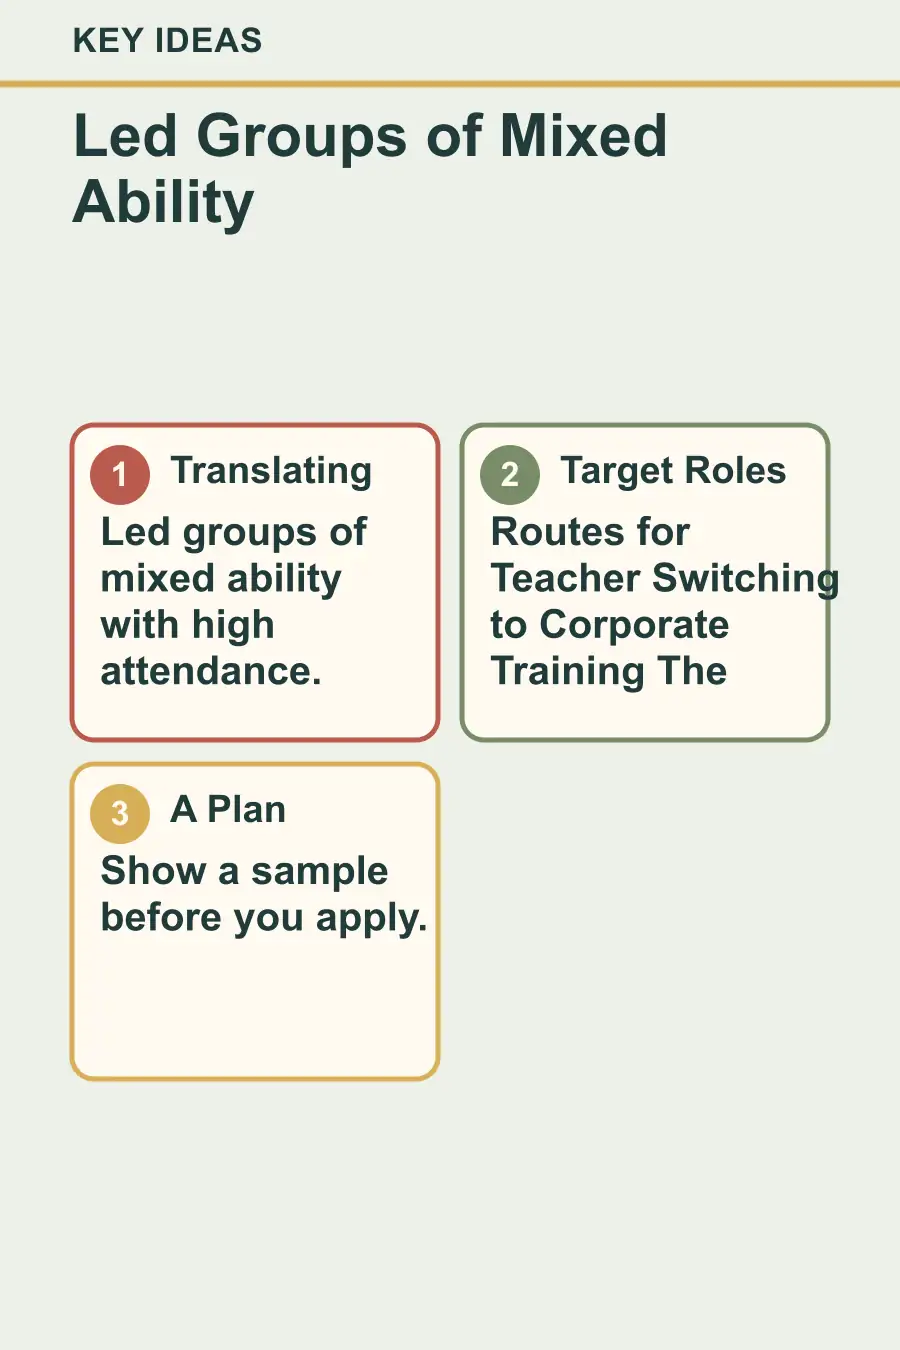 KEY IDEAS
Led Groups of Mixed
Ability
1 Translating
Led groups of
mixed ability
with high
attendance.
2 Target Roles
Routes for
Teacher Switching
to Corporate
Training The
3 A Plan
Show a sample
before you apply.